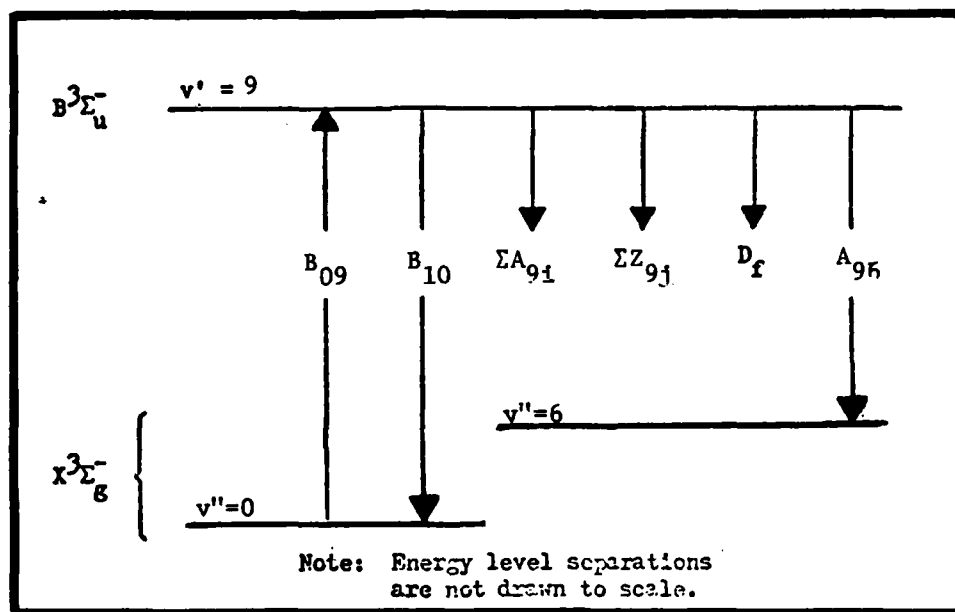 v' = 9
B³Σᵤ⁻
B₀₉ B₁₀ ΣA₉ᵢ ΣZ₉ⱼ D_f A₉₆
v"=6
X³Σg⁻
v"=0
Note: Energy level separations
are not drawn to scale.